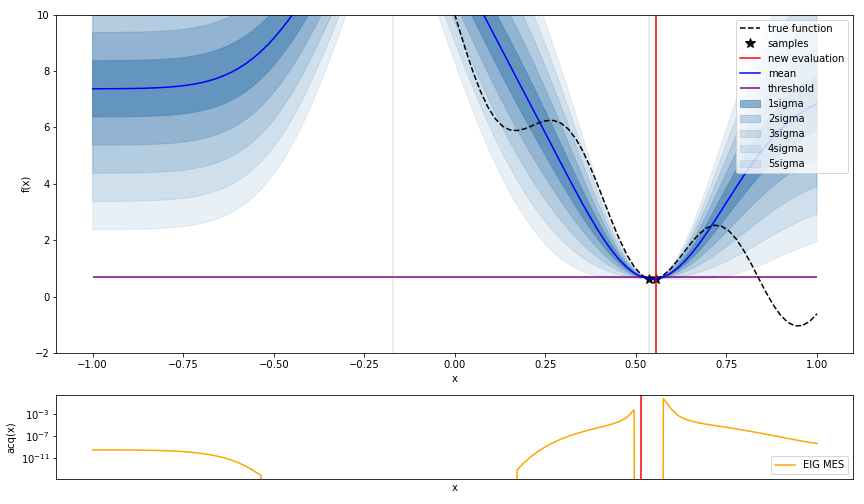 10
8
6
4
2
0
−2
f(x)
true function
samples
new evaluation
mean
threshold
1sigma
2sigma
3sigma
4sigma
5sigma
−1.00 −0.75 −0.50 −0.25 0.00 0.25 0.50 0.75 1.00
x
10⁻³
10⁻⁷
10⁻¹¹
acq(x)
EIG MES
x